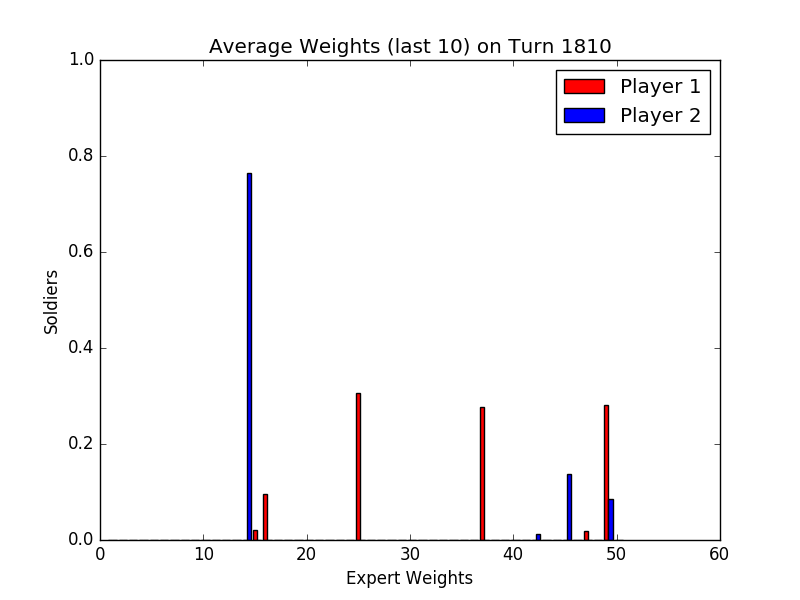 Average Weights (last 10) on Turn 1810
Player 1
Player 2
1.0
0.8
0.6
0.4
0.2
0.0
Soldiers
0 10 20 30 40 50 60
Expert Weights